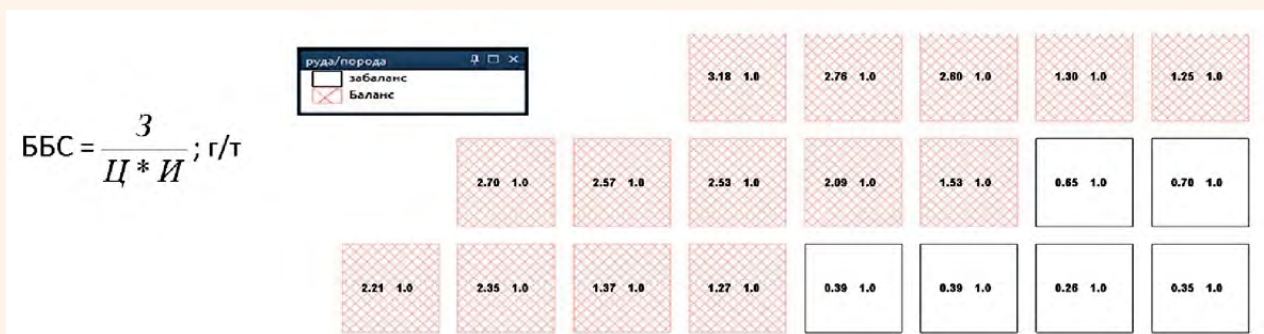 руда/порода
забаланс
Баланс
ББС = З / Ц * И ; г/т
3.18 1.0 2.76 1.0 2.60 1.0 1.30 1.0 1.25 1.0
2.70 1.0 2.57 1.0 2.53 1.0 2.09 1.0 1.53 1.0 0.65 1.0 0.70 1.0
2.21 1.0 2.35 1.0 1.37 1.0 1.27 1.0 0.39 1.0 0.39 1.0 0.26 1.0 0.35 1.0